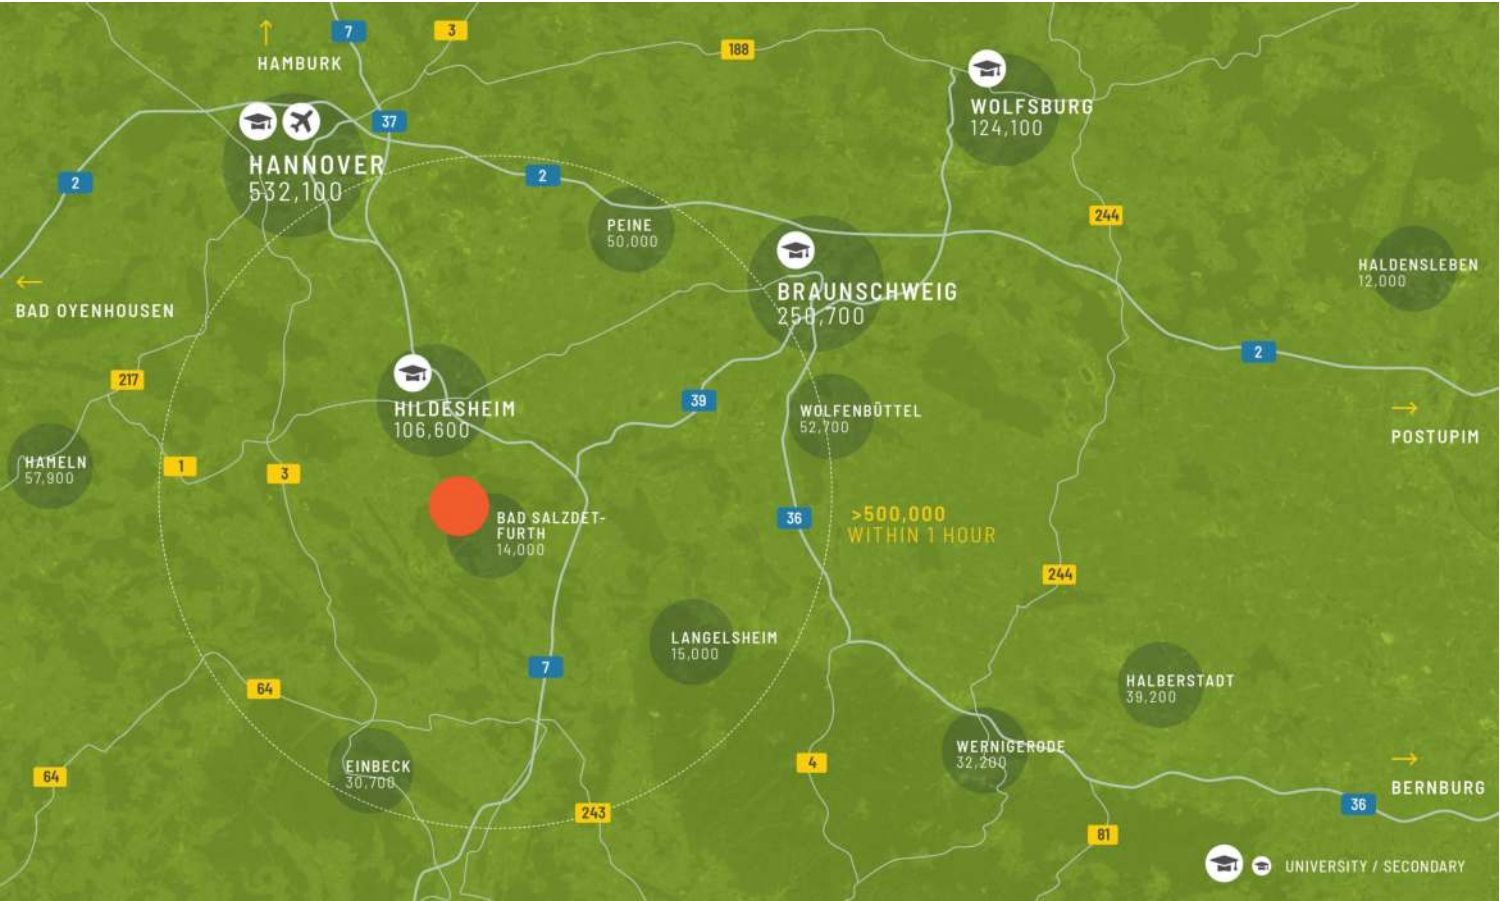 7
3
188
HAMBURK
WOLFSBURG
124,100
37
HANNOVER
532,100
2
2
244
PEINE
50,000
HALDENSLEBEN
12,000
BAD OYENHOUSEN
BRAUNSCHWEIG
250,700
2
217
39
HILDESHEIM
106,600
WOLFENBÜTTEL
52,700
POSTUPIM
HAMELN
57,900
1
3
BAD SALZDET-
FURTH
14,000
36
>500,000
WITHIN 1 HOUR
244
LANGELSHEIM
15,000
7
64
HALBERSTADT
39,200
WERNIGERODE
32,200
EINBECK
30,700
64
4
BERNBURG
36
243
81
UNIVERSITY / SECONDARY